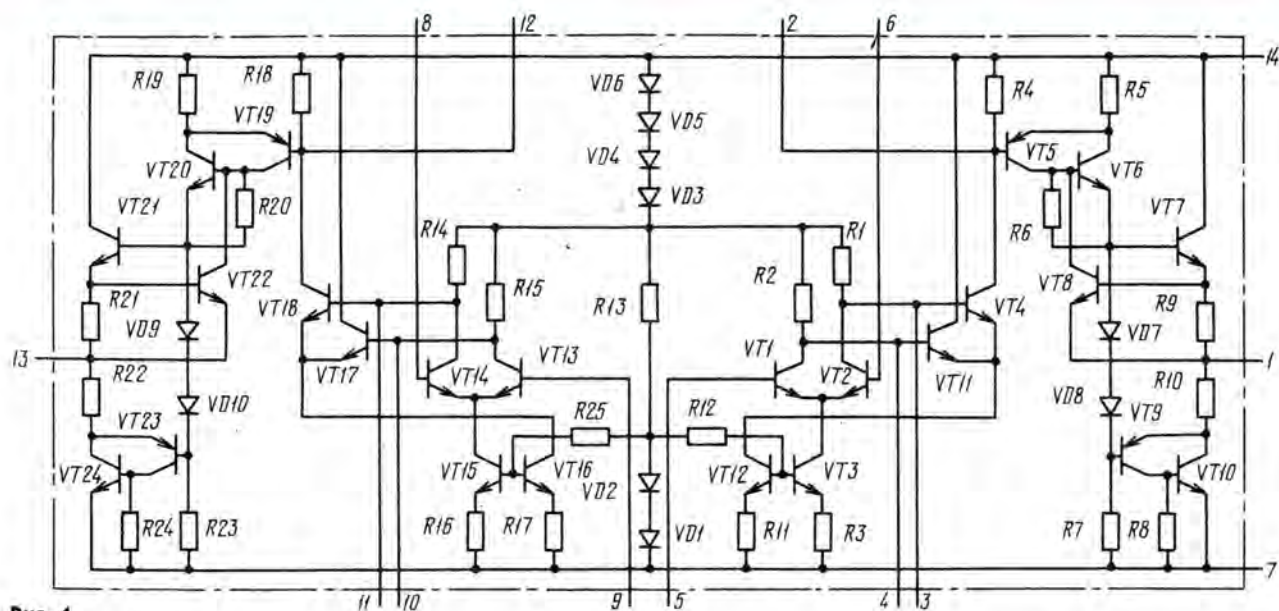 8 12 2 6
14
R19 R18 VD6 R4 R5
VT19 VD5 VT5
VT20 VD4 VT6
R20 VD3
VT21 R14 R1 R6 VT7
VT22 R15 R2 VT8
R21 VT18 R13 VT4 R9
VD9 VT13 VT1 VD7
13 1
R22 VT17 VT14 VT2 VT11 R10
VD10 VD8
VT23 R25 R12 VT9
VT24 VT15 VT16 VD2 VT12 VT3 VT10
R24 R23 R16 R17 VD1 R11 R3 R7 R8
7
11 10 9 5 4 3